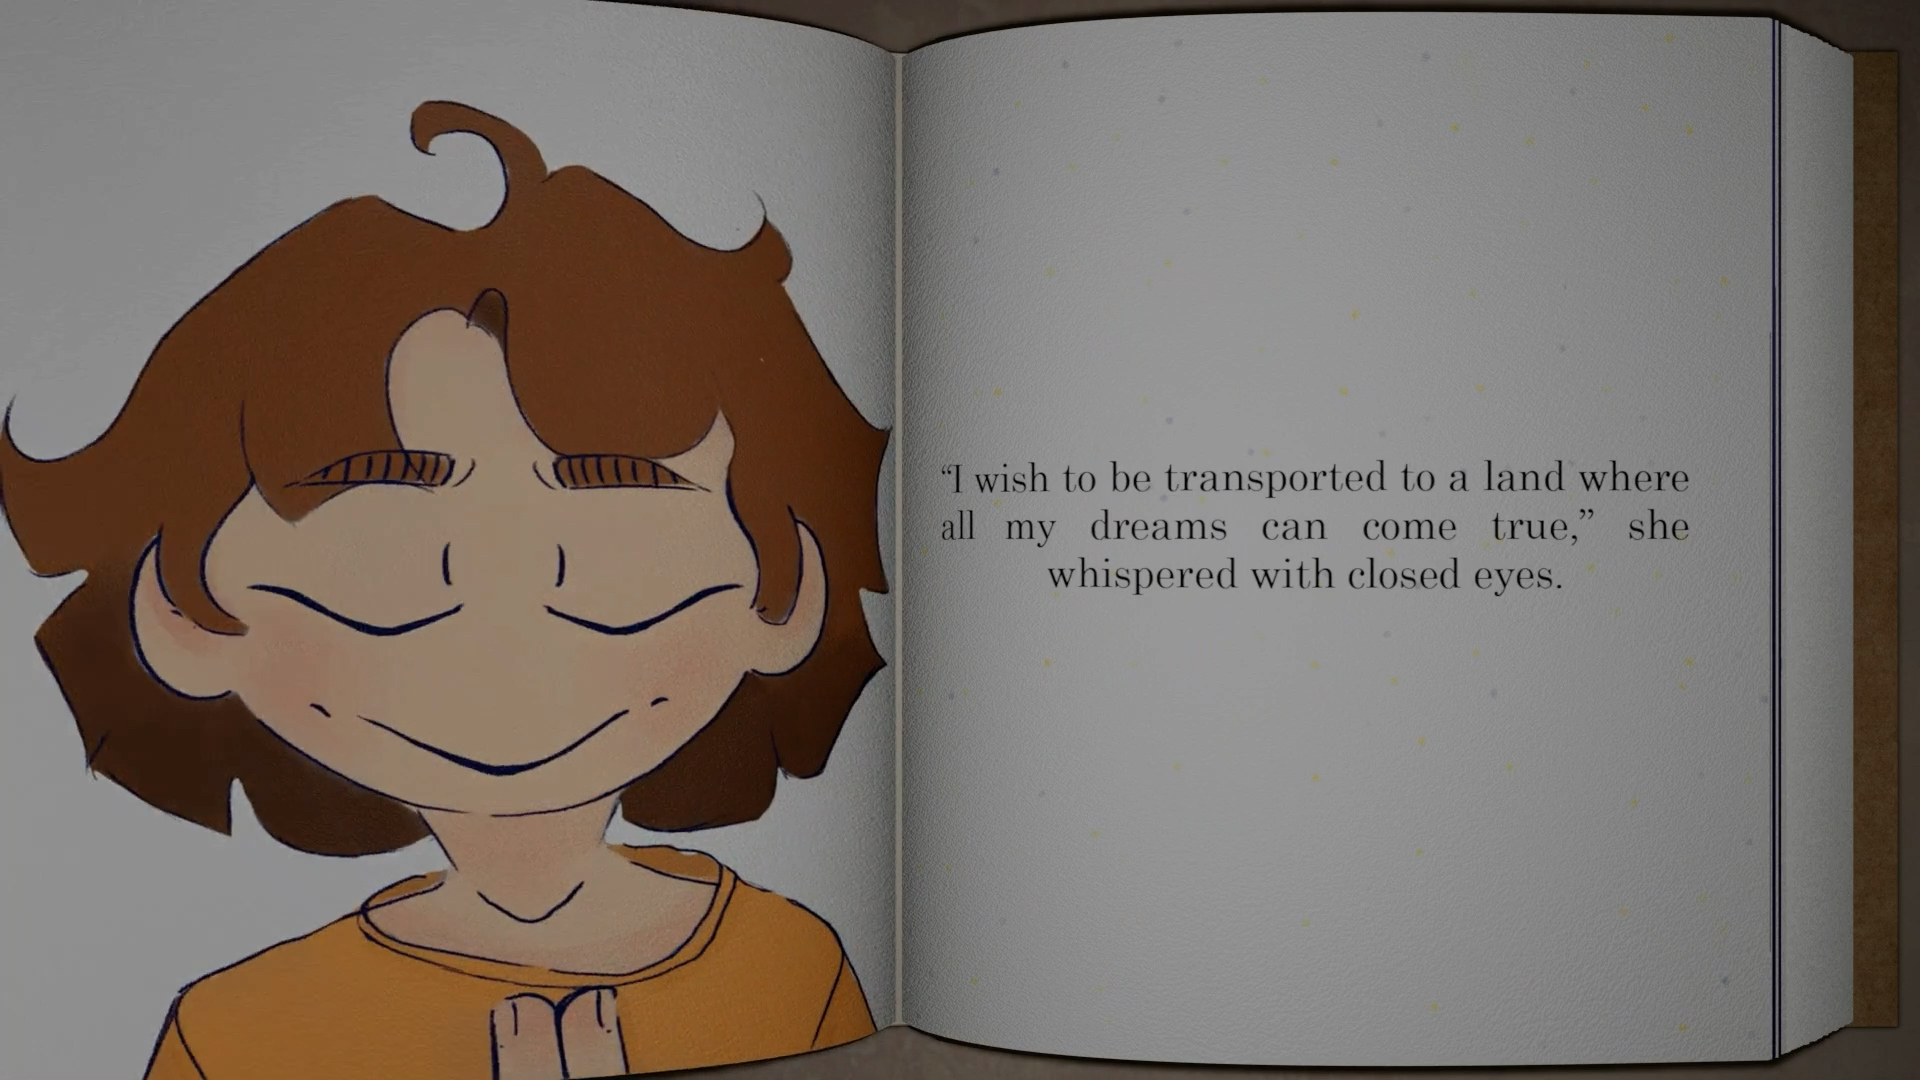 “I wish to be transported to a land where
all my dreams can come true,” she
whispered with closed eyes.